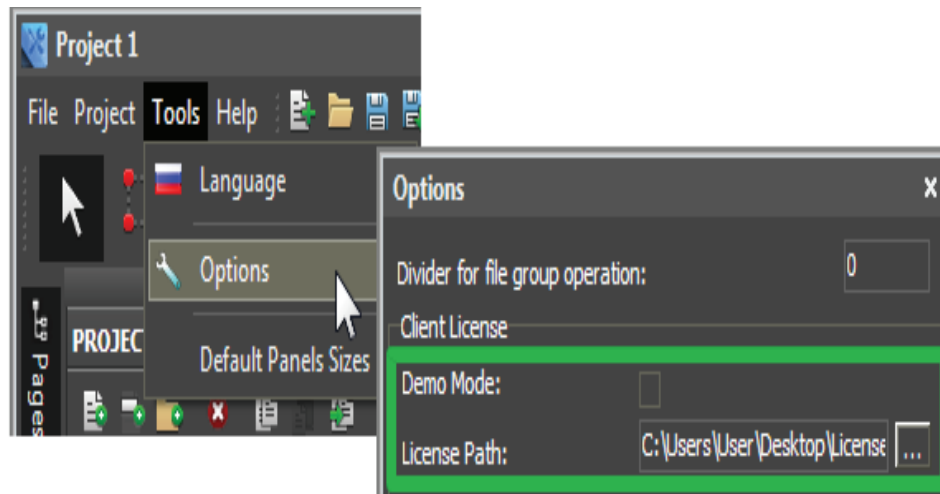 Project 1
File Project Tools Help
Language
Options
Default Panels Sizes
Pages
PROJEC
Options
Divider for file group operation:
0
Client License
Demo Mode:
License Path:
C:\Users\User\Desktop\License
...